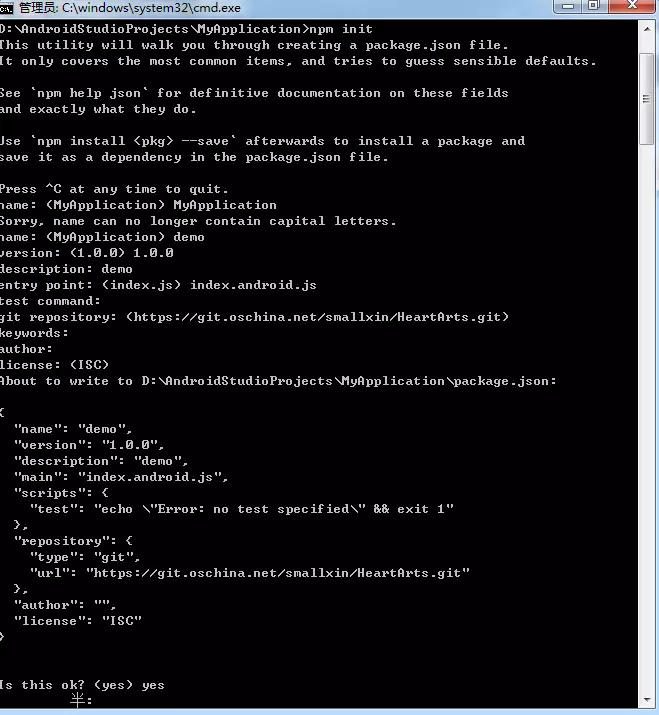 管理员: C:\windows\system32\cmd.exe
D:\AndroidStudioProjects\MyApplication>npm init
This utility will walk you through creating a package.json file.
It only covers the most common items, and tries to guess sensible defaults.
See `npm help json` for definitive documentation on these fields
and exactly what they do.
Use `npm install <pkg> --save` afterwards to install a package and
save it as a dependency in the package.json file.
Press ^C at any time to quit.
name: (MyApplication) MyApplication
Sorry, name can no longer contain capital letters.
name: (MyApplication) demo
version: (1.0.0) 1.0.0
description: demo
entry point: (index.js) index.android.js
test command:
git repository: (https://git.oschina.net/smallxin/HeartArts.git)
keywords:
author:
license: (ISC)
About to write to D:\AndroidStudioProjects\MyApplication\package.json:
{
  "name": "demo",
  "version": "1.0.0",
  "description": "demo",
  "main": "index.android.js",
  "scripts": {
    "test": "echo \"Error: no test specified\" && exit 1"
  },
  "repository": {
    "type": "git",
    "url": "https://git.oschina.net/smallxin/HeartArts.git"
  },
  "author": "",
  "license": "ISC"
}
Is this ok? (yes) yes
半: